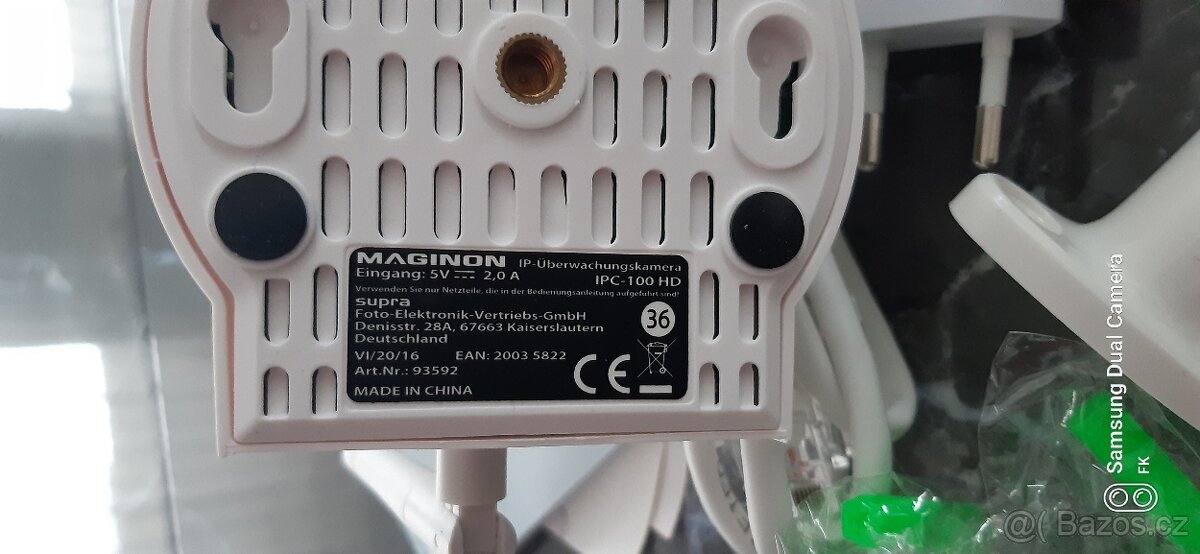 MAGINON IP-Überwachungskamera
Eingang: 5V 2,0 A IPC-100 HD
Verwenden Sie nur Netzteile, die in der Bedienungsanleitung aufgeführt sind!
supra
Foto-Elektronik-Vertriebs-GmbH
Denisstr. 28A, 67663 Kaiserslautern
Deutschland
36
VI/20/16 EAN: 2003 5822
Art.Nr.: 93592
CE
MADE IN CHINA
Samsung Dual Camera
FK
@( Bazos.cz